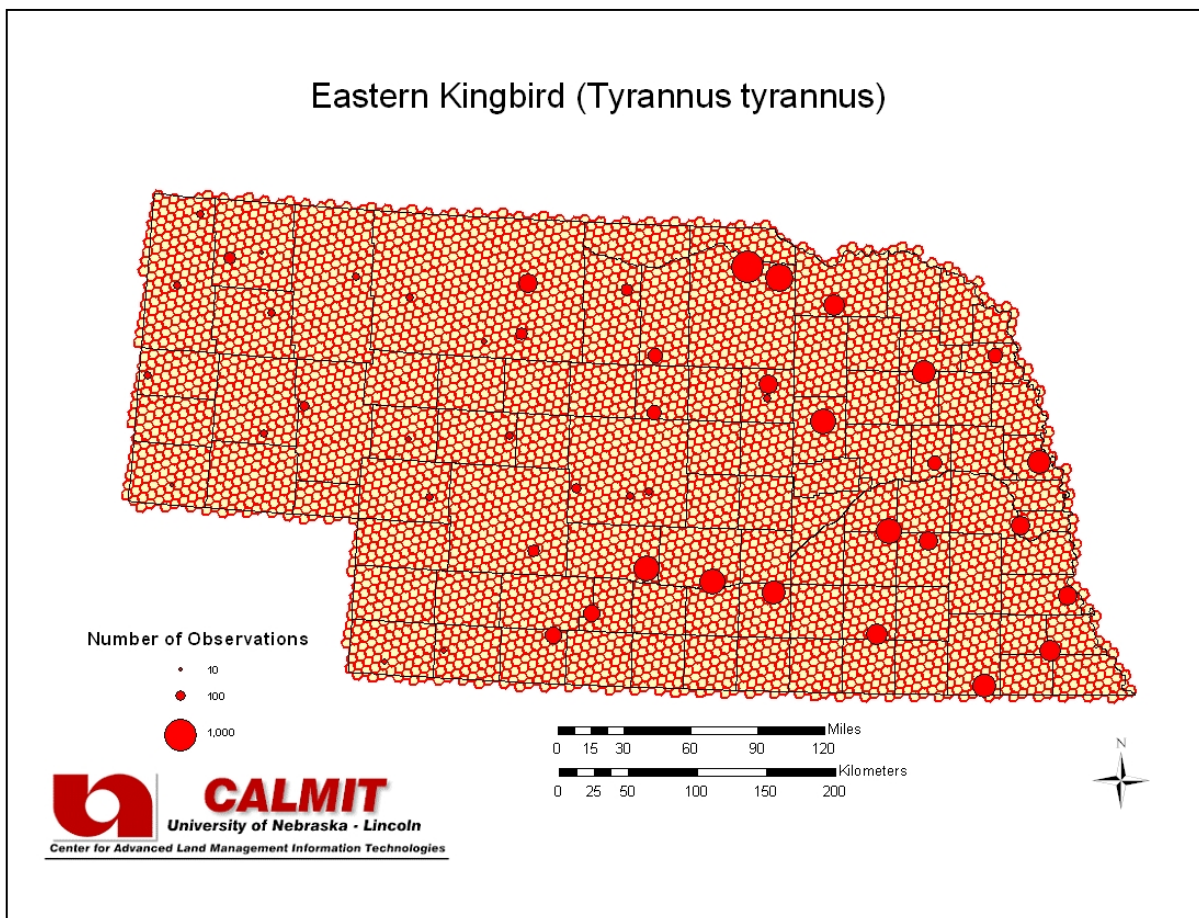 Eastern Kingbird (Tyrannus tyrannus)
Number of Observations
10
100
1,000
Miles
0 15 30 60 90 120
Kilometers
0 25 50 100 150 200
N
CALMIT
University of Nebraska - Lincoln
Center for Advanced Land Management Information Technologies